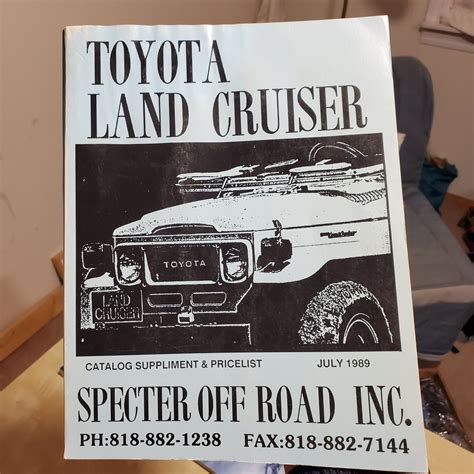 TOYOTA
LAND CRUISER
TOYOTA
LAND
CRUISER
CATALOG SUPPLIMENT & PRICELIST JULY 1989
SPECTER OFF ROAD INC.
PH:818-882-1238 FAX:818-882-7144